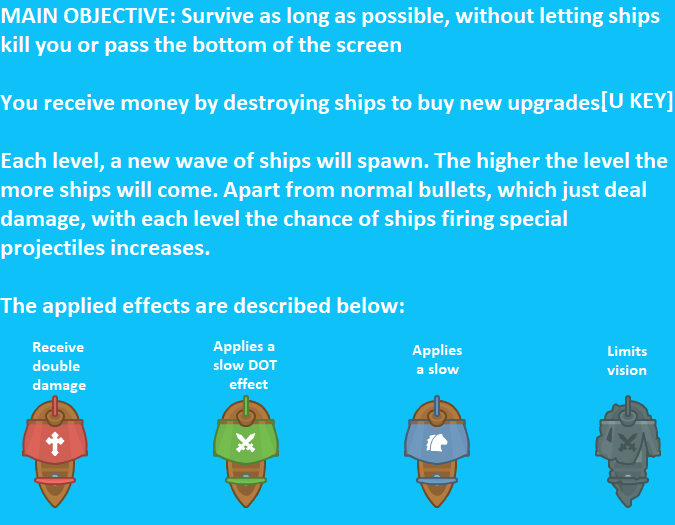 MAIN OBJECTIVE: Survive as long as possible, without letting ships
kill you or pass the bottom of the screen
You receive money by destroying ships to buy new upgrades[U KEY]
Each level, a new wave of ships will spawn. The higher the level the
more ships will come. Apart from normal bullets, which just deal
damage, with each level the chance of ships firing special
projectiles increases.
The applied effects are described below:
Receive
double
damage
Applies a
slow DOT
effect
Applies
a slow
Limits
vision